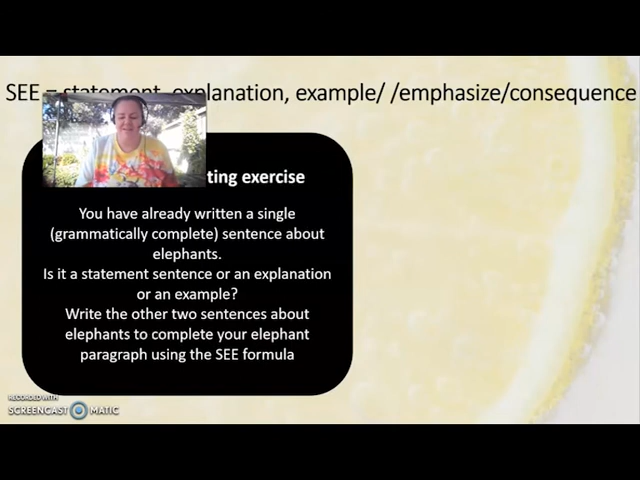 SEE = statement, explanation, example/ /emphasize/consequence
ting exercise
You have already written a single
(grammatically complete) sentence about
elephants.
Is it a statement sentence or an explanation
or an example?
Write the other two sentences about
elephants to complete your elephant
paragraph using the SEE formula
RECORDED WITH
SCREENCAST MATIC